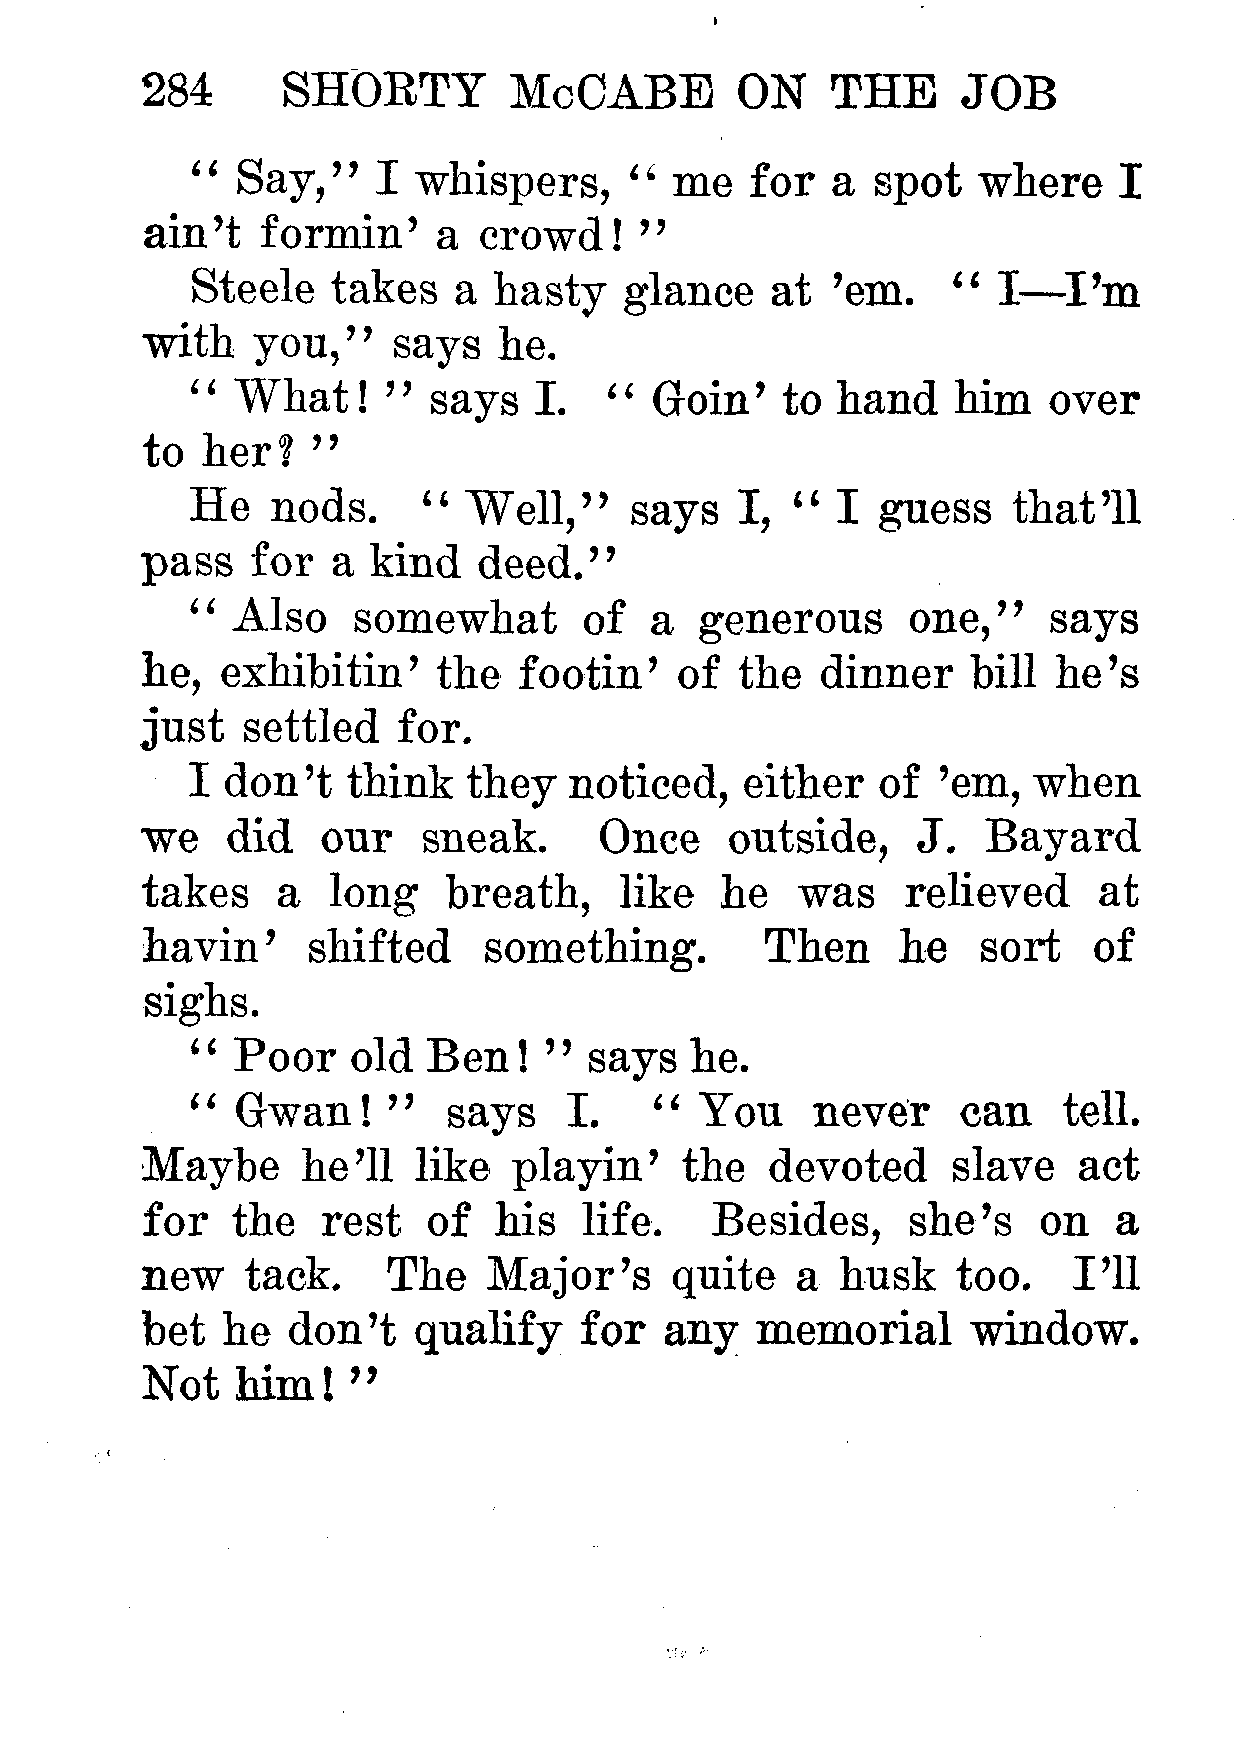 284 SHORTY McCABE ON THE JOB
“ Say,” I whispers, “ me for a spot where I
ain’t formin’ a crowd! ”
Steele takes a hasty glance at ’em. “ I—I’m
with you,” says he.
“ What! ” says I. “ Goin’ to hand him over
to her? ”
He nods. “ Well,” says I, “ I guess that’ll
pass for a kind deed.”
“ Also somewhat of a generous one,” says
he, exhibitin’ the footin’ of the dinner bill he’s
just settled for.
I don’t think they noticed, either of ’em, when
we did our sneak. Once outside, J. Bayard
takes a long breath, like he was relieved at
havin’ shifted something. Then he sort of
sighs.
“ Poor old Ben! ” says he.
“ Gwan! ” says I. “ You never can tell.
Maybe he’ll like playin’ the devoted slave act
for the rest of his life. Besides, she’s on a
new tack. The Major’s quite a husk too. I’ll
bet he don’t qualify for any memorial window.
Not him! ”